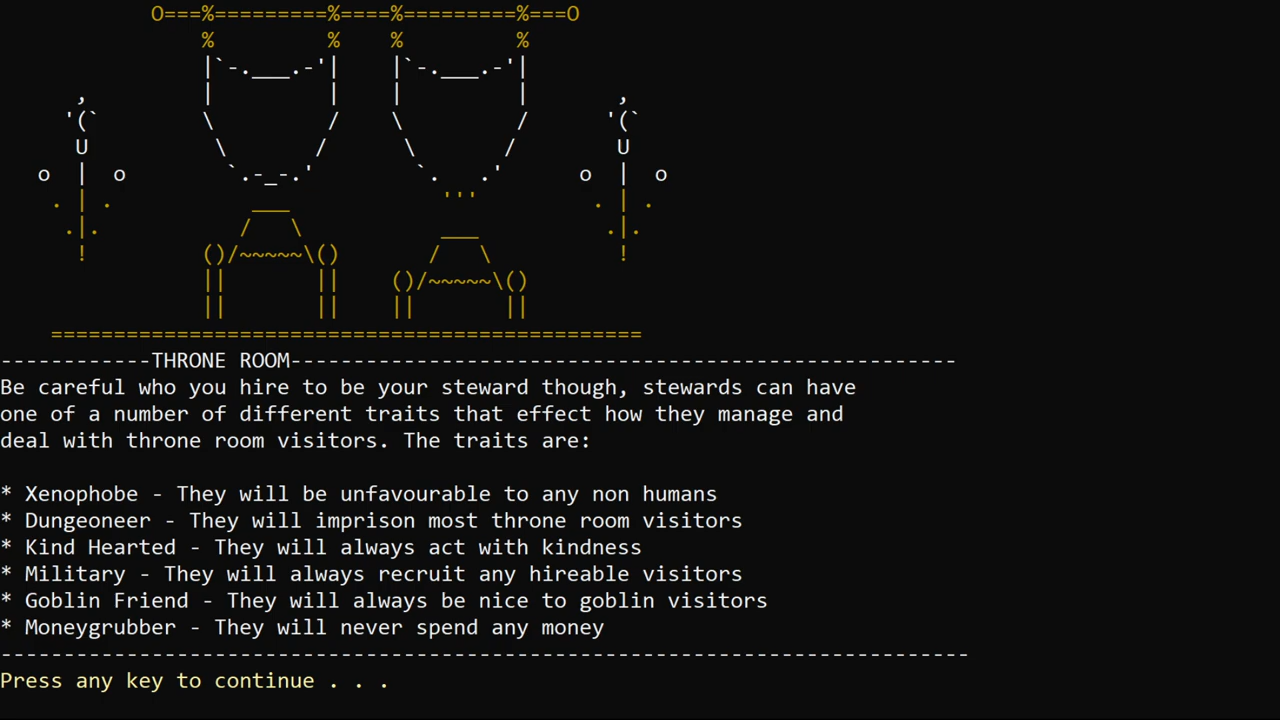 THRONE ROOM
Be careful who you hire to be your steward though, stewards can have
one of a number of different traits that effect how they manage and
deal with throne room visitors. The traits are:
* Xenophobe - They will be unfavourable to any non humans
* Dungeoneer - They will imprison most throne room visitors
* Kind Hearted - They will always act with kindness
* Military - They will always recruit any hireable visitors
* Goblin Friend - They will always be nice to goblin visitors
* Moneygrubber - They will never spend any money
Press any key to continue . . .